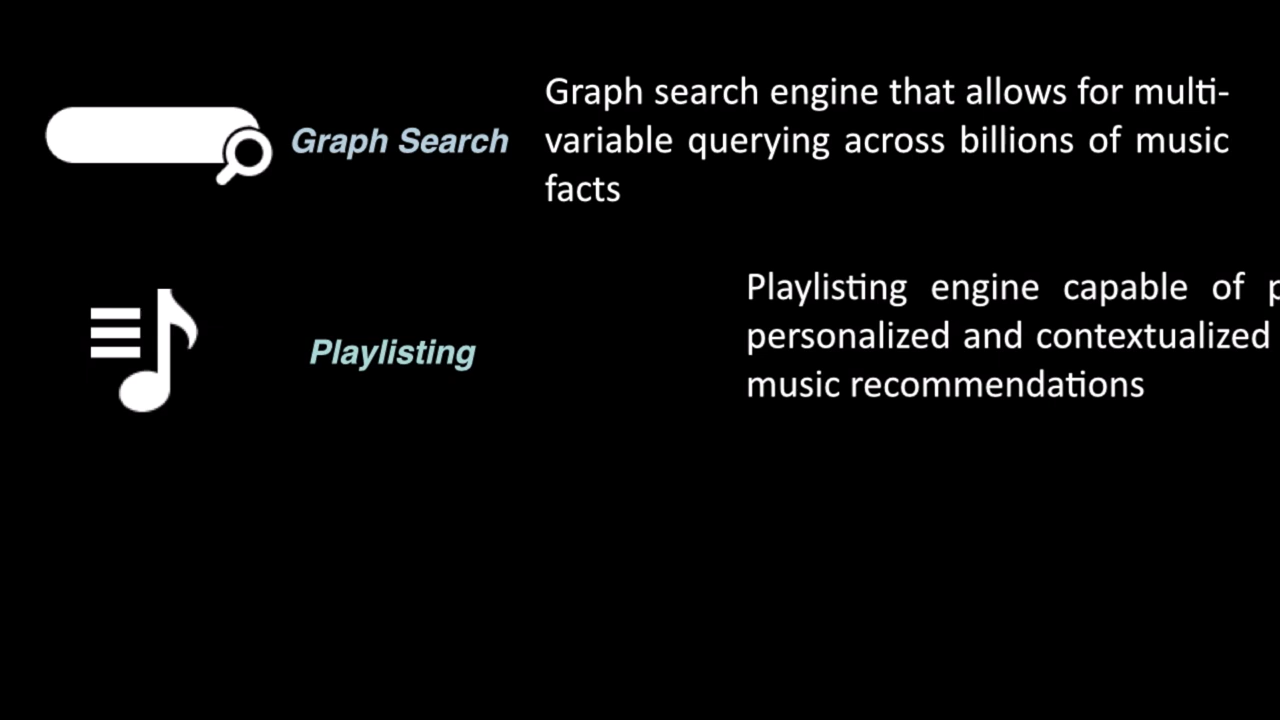 Graph Search
Graph search engine that allows for multi-
variable querying across billions of music
facts
Playlisting
Playlisting engine capable of
personalized and contextualized
music recommendations